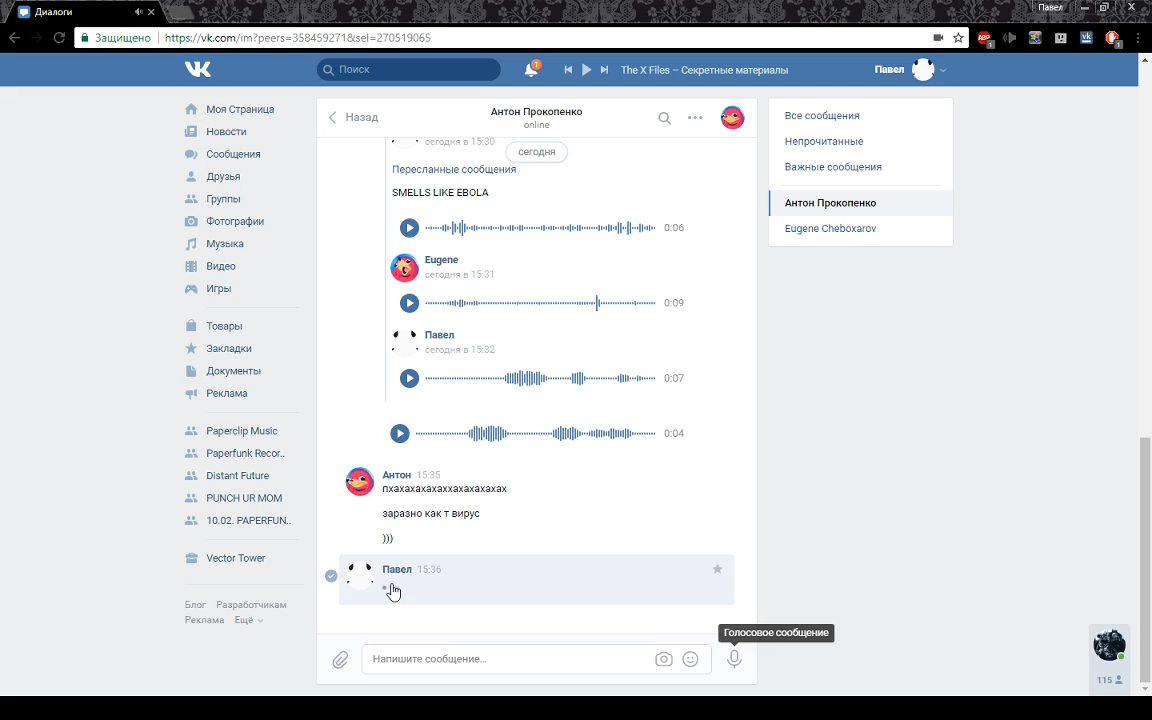 Диалоги
Павел
Защищено https://vk.com/im?peers=358459271&sel=270519065
Поиск
1
The X Files – Секретные материалы
Павел
Моя Страница
Новости
Сообщения
Друзья
Группы
Фотографии
Музыка
Видео
Игры
Товары
Закладки
Документы
Реклама
Paperclip Music
Paperfunk Recor..
Distant Future
PUNCH UR MOM
10.02. PAPERFUN..
Vector Tower
Блог Разработчикам
Реклама Ещё
Назад
Антон Прокопенко
online
сегодня в 15:30
сегодня
Пересланные сообщения
SMELLS LIKE EBOLA
0:06
Eugene
сегодня в 15:31
0:09
Павел
сегодня в 15:32
0:07
0:04
Антон 15:35
пхахахахахаххахахахахах
заразно как т вирус
)))
Павел 15:36
Голосовое сообщение
Напишите сообщение...
Все сообщения
Непрочитанные
Важные сообщения
Антон Прокопенко
Eugene Cheboxarov
115